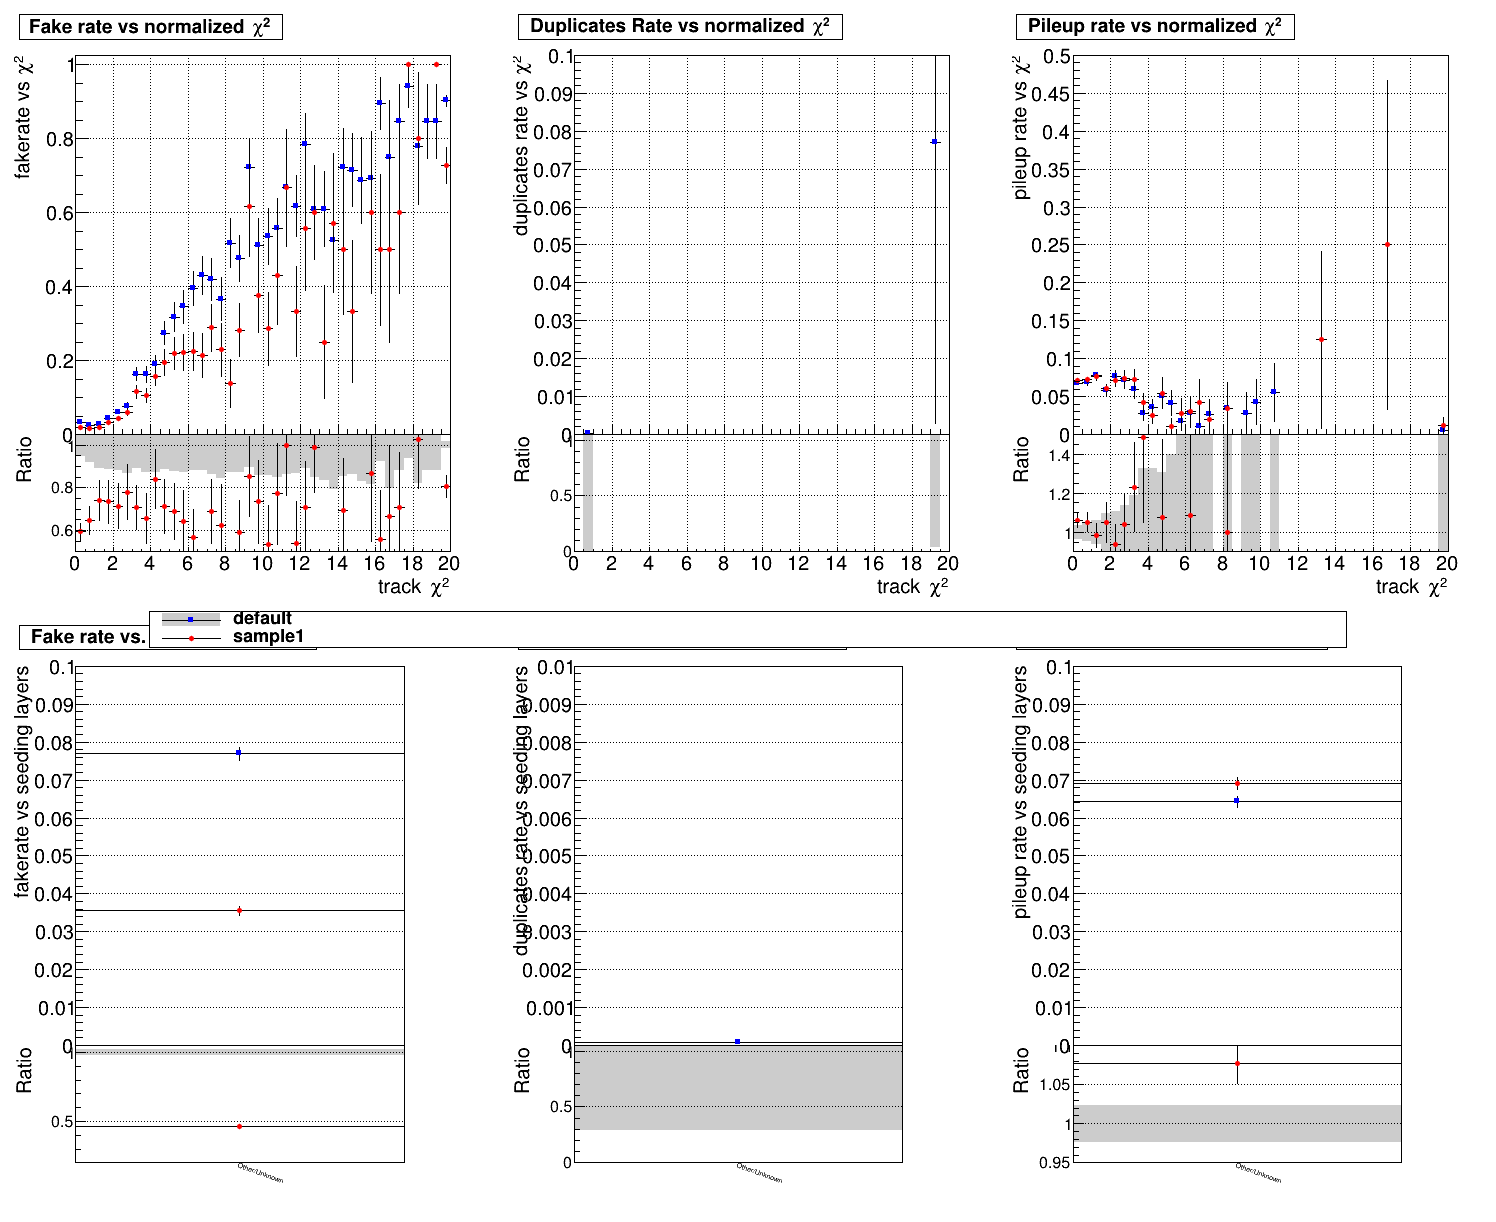 Fake rate vs normalized χ²
fakerate vs χ²
1
0.8
0.6
0.4
0.2
0
Ratio
1
0.8
0.6
0 2 4 6 8 10 12 14 16 18 20
track χ²
Duplicates Rate vs normalized χ²
duplicates rate vs χ²
0.1
0.09
0.08
0.07
0.06
0.05
0.04
0.03
0.02
0.01
0
Ratio
0.5
0
0 2 4 6 8 10 12 14 16 18 20
track χ²
Pileup rate vs normalized χ²
pileup rate vs χ²
0.5
0.45
0.4
0.35
0.3
0.25
0.2
0.15
0.1
0.05
0
Ratio
1.4
1.2
1
0 2 4 6 8 10 12 14 16 18 20
track χ²
default
sample1
Fake rate vs.
fakerate vs seeding layers
0.1
0.09
0.08
0.07
0.06
0.05
0.04
0.03
0.02
0.01
0
Ratio
1
0.5
Other/Unknown
duplicates rate vs seeding layers
0.01
0.009
0.008
0.007
0.006
0.005
0.004
0.003
0.002
0.001
0
Ratio
1
0.5
0
Other/Unknown
pileup rate vs seeding layers
0.1
0.09
0.08
0.07
0.06
0.05
0.04
0.03
0.02
0.01
0
Ratio
1.05
1
0.95
Other/Unknown